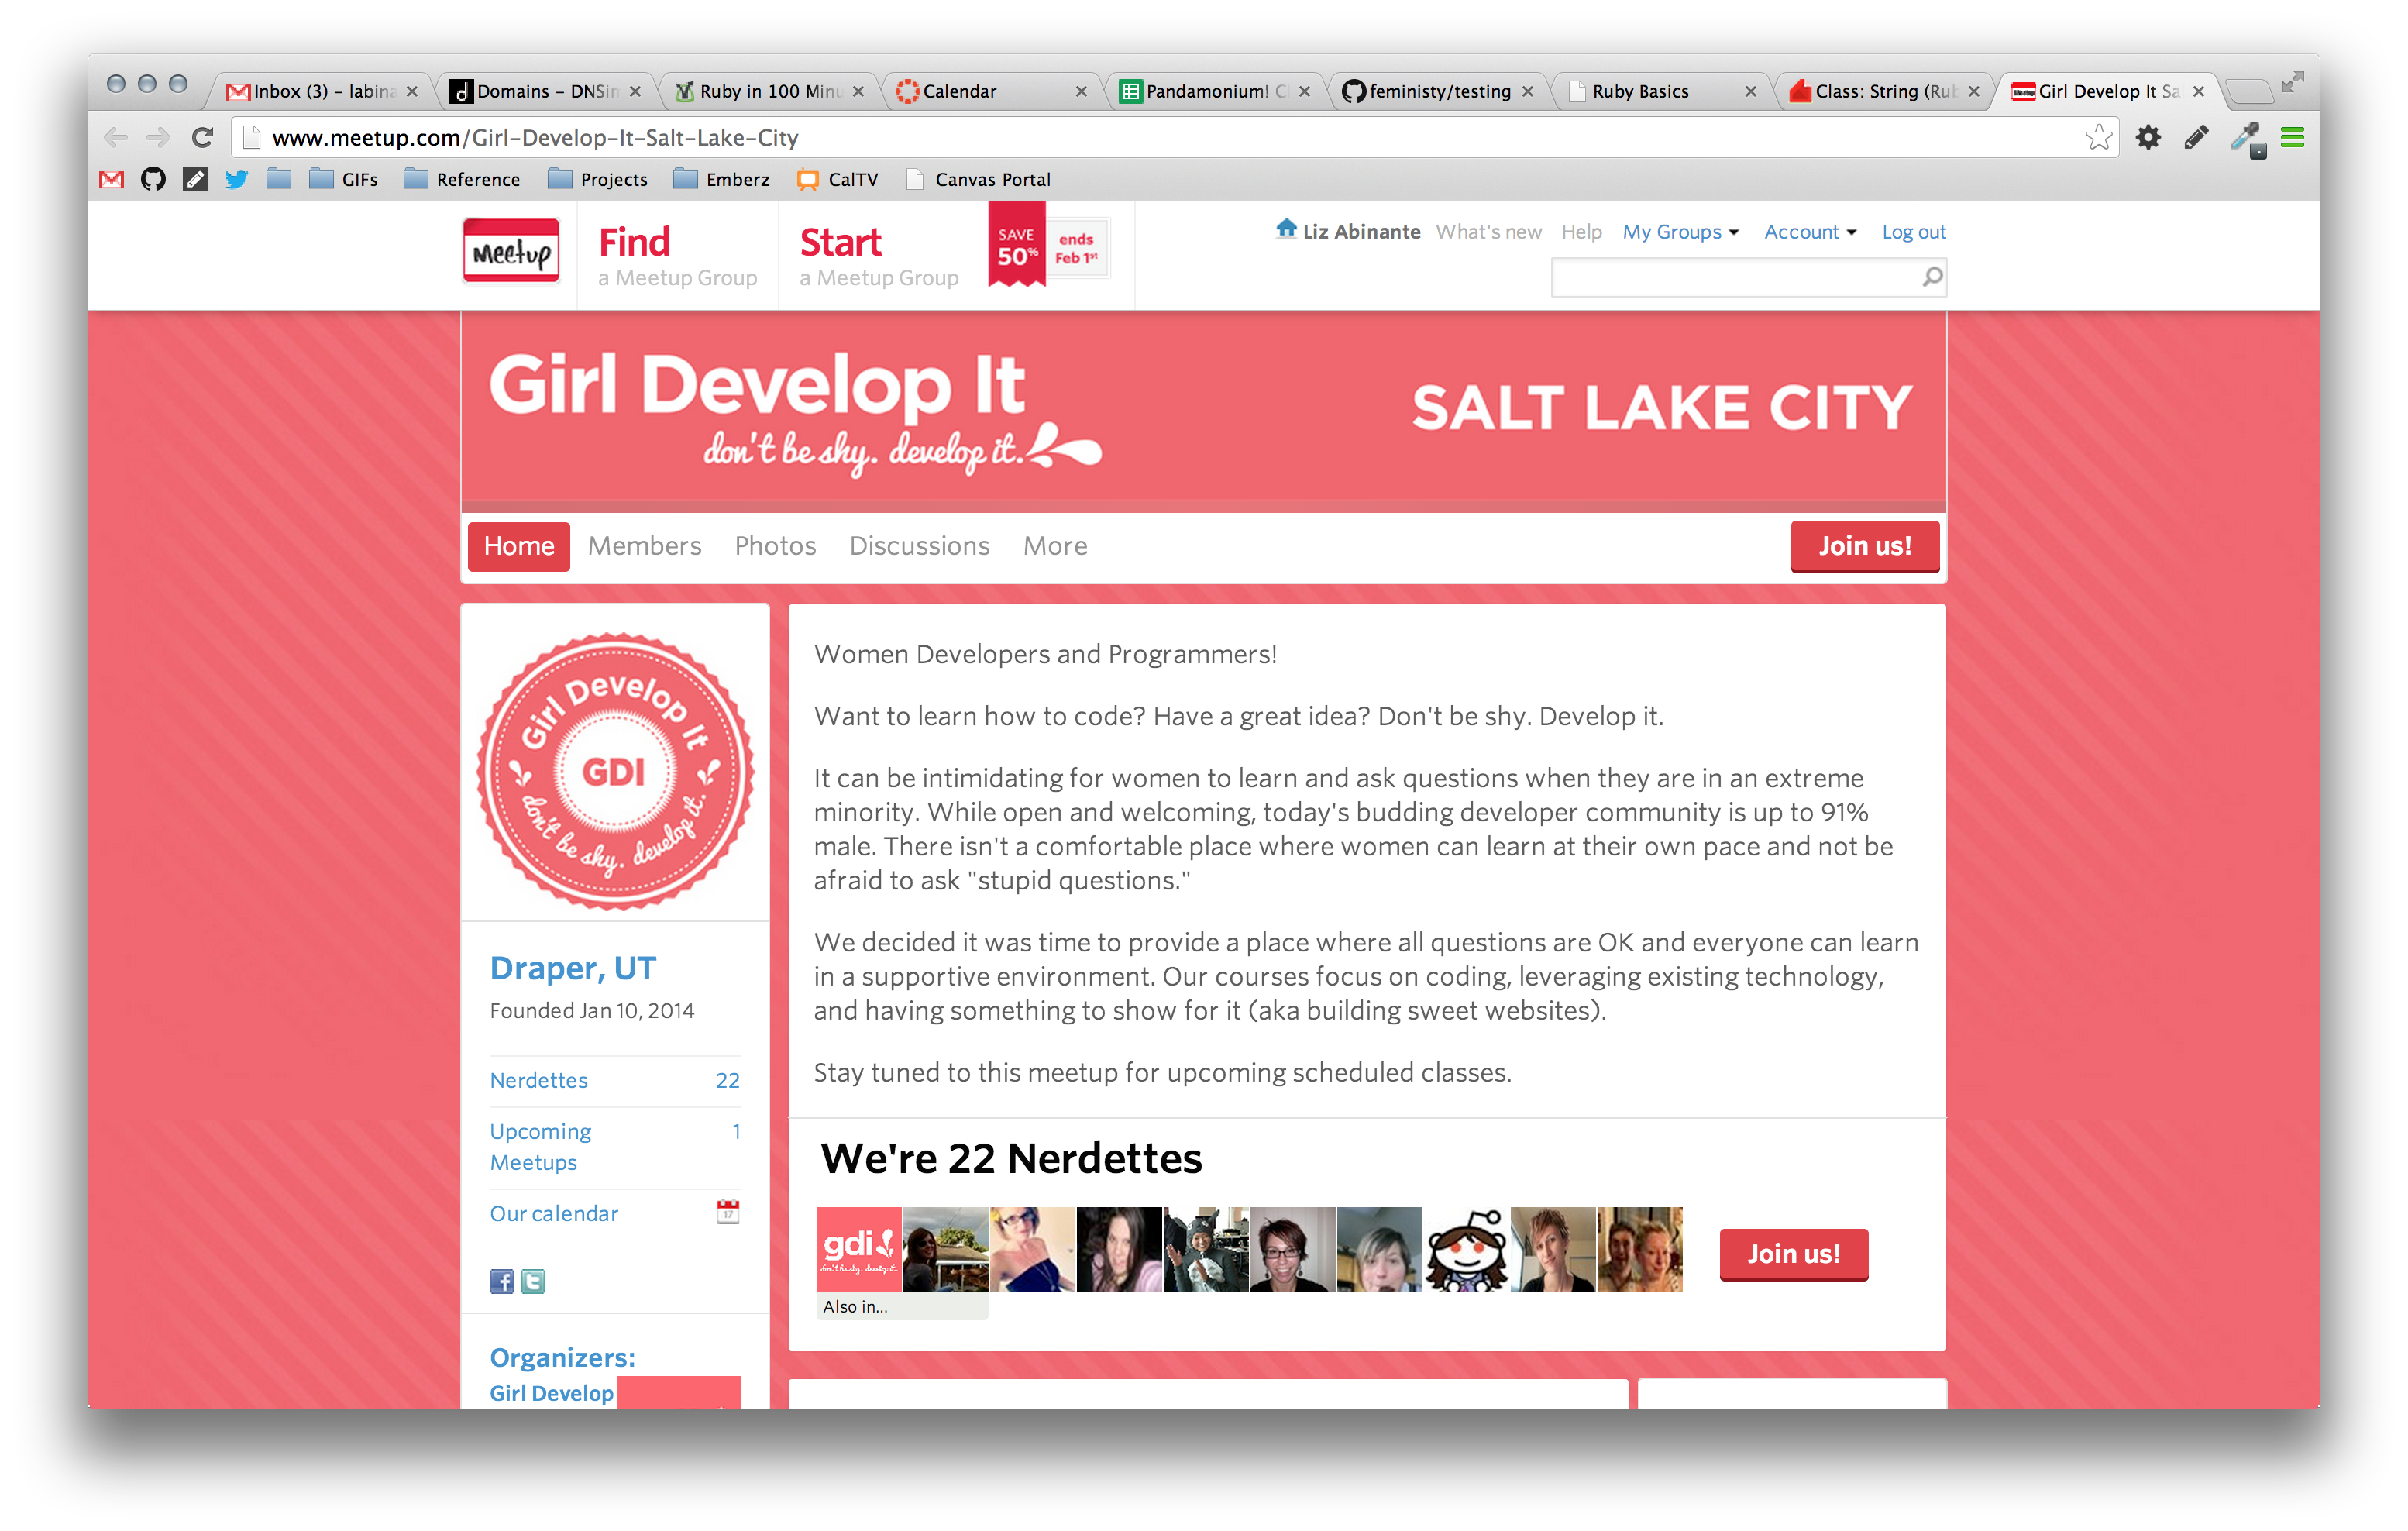 Inbox (3) – labina
Domains – DNSim
Ruby in 100 Minu
Calendar
Pandamonium! Cl
feministy/testing
Ruby Basics
Class: String (Rub
Girl Develop It Sa
www.meetup.com/Girl-Develop-It-Salt-Lake-City
GIFs
Reference
Projects
Emberz
CalTV
Canvas Portal
Meetup
Find
a Meetup Group
Start
a Meetup Group
SAVE
50%
ends
Feb 1st
Liz Abinante
What's new
Help
My Groups
Account
Log out
Girl Develop It
don't be shy. develop it.
SALT LAKE CITY
Home
Members
Photos
Discussions
More
Join us!
Girl Develop It
GDI
don't be shy. develop it.
Draper, UT
Founded Jan 10, 2014
Nerdettes 22
Upcoming 1
Meetups
Our calendar
17
Organizers:
Girl Develop
Women Developers and Programmers!
Want to learn how to code? Have a great idea? Don't be shy. Develop it.
It can be intimidating for women to learn and ask questions when they are in an extreme
minority. While open and welcoming, today's budding developer community is up to 91%
male. There isn't a comfortable place where women can learn at their own pace and not be
afraid to ask "stupid questions."
We decided it was time to provide a place where all questions are OK and everyone can learn
in a supportive environment. Our courses focus on coding, leveraging existing technology,
and having something to show for it (aka building sweet websites).
Stay tuned to this meetup for upcoming scheduled classes.
We're 22 Nerdettes
gdi
don't be shy. develop it.
Also in...
Join us!